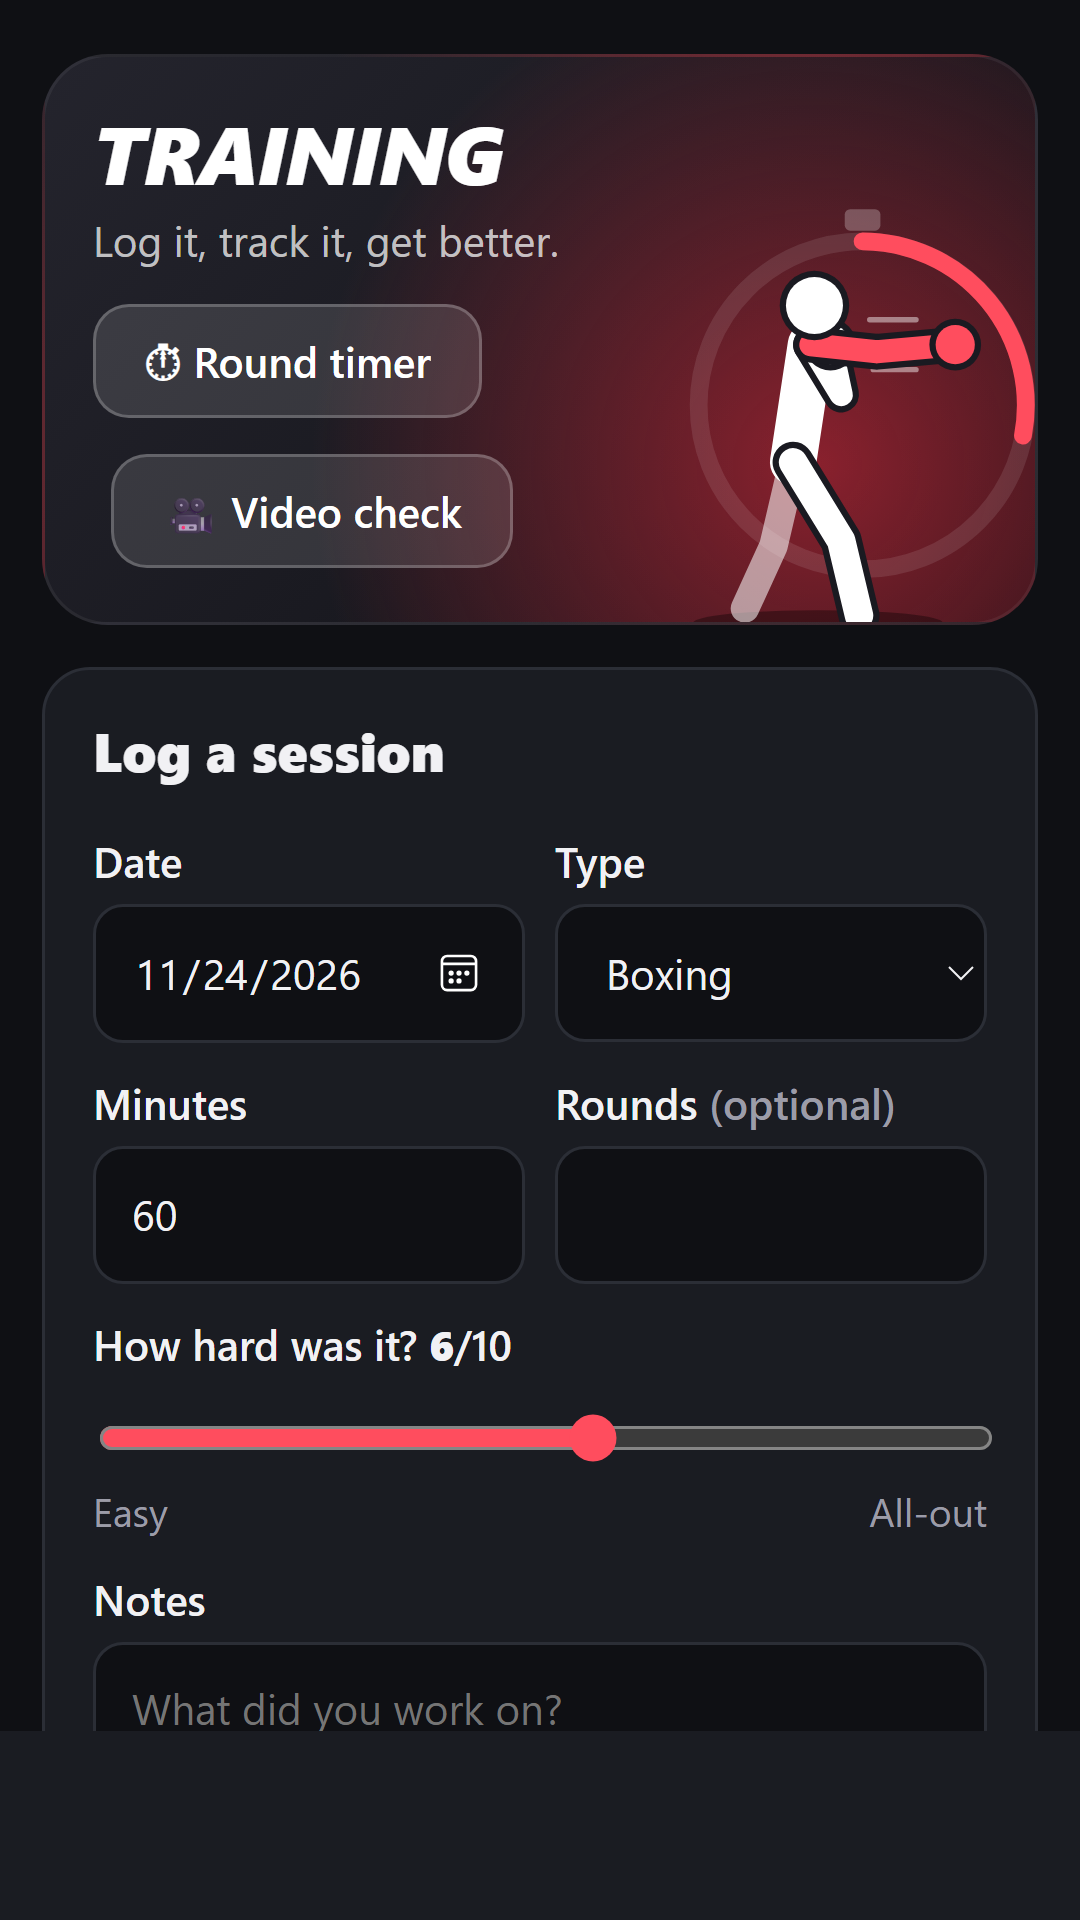 TRAINING
Log it, track it, get better.
⏱ Round timer
🎥 Video check
Log a session
Date
Type
11/24/2026
Boxing
Minutes
Rounds (optional)
60
How hard was it? 6/10
Easy
All-out
Notes
What did you work on?